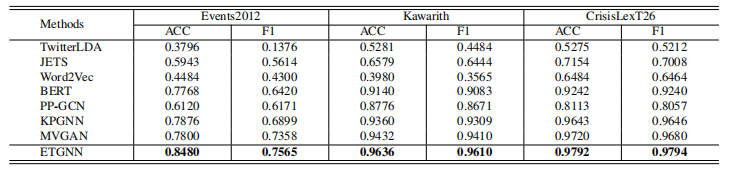 Methods Events2012 Kawarith CrisisLexT26
ACC F1 ACC F1 ACC F1
TwitterLDA 0.3796 0.1376 0.5281 0.4484 0.5275 0.5212
JETS 0.5943 0.5614 0.6579 0.6444 0.7154 0.7008
Word2Vec 0.4484 0.4300 0.3980 0.3565 0.6484 0.6464
BERT 0.7768 0.6420 0.9140 0.9083 0.9242 0.9240
PP-GCN 0.6120 0.6171 0.8776 0.8671 0.8113 0.8057
KPGNN 0.7876 0.6899 0.9360 0.9309 0.9643 0.9646
MVGAN 0.7800 0.7358 0.9432 0.9410 0.9720 0.9680
ETGNN 0.8480 0.7565 0.9636 0.9610 0.9792 0.9794